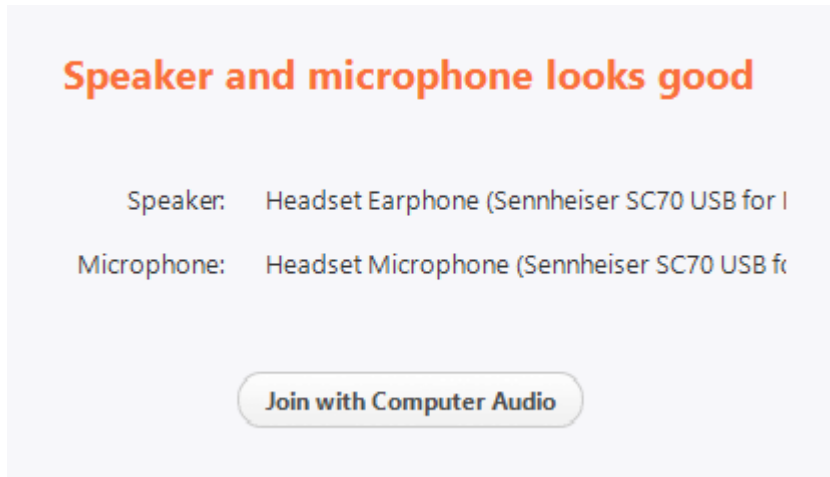 Speaker and microphone looks good
Speaker: Headset Earphone (Sennheiser SC70 USB for
Microphone: Headset Microphone (Sennheiser SC70 USB
Join with Computer Audio